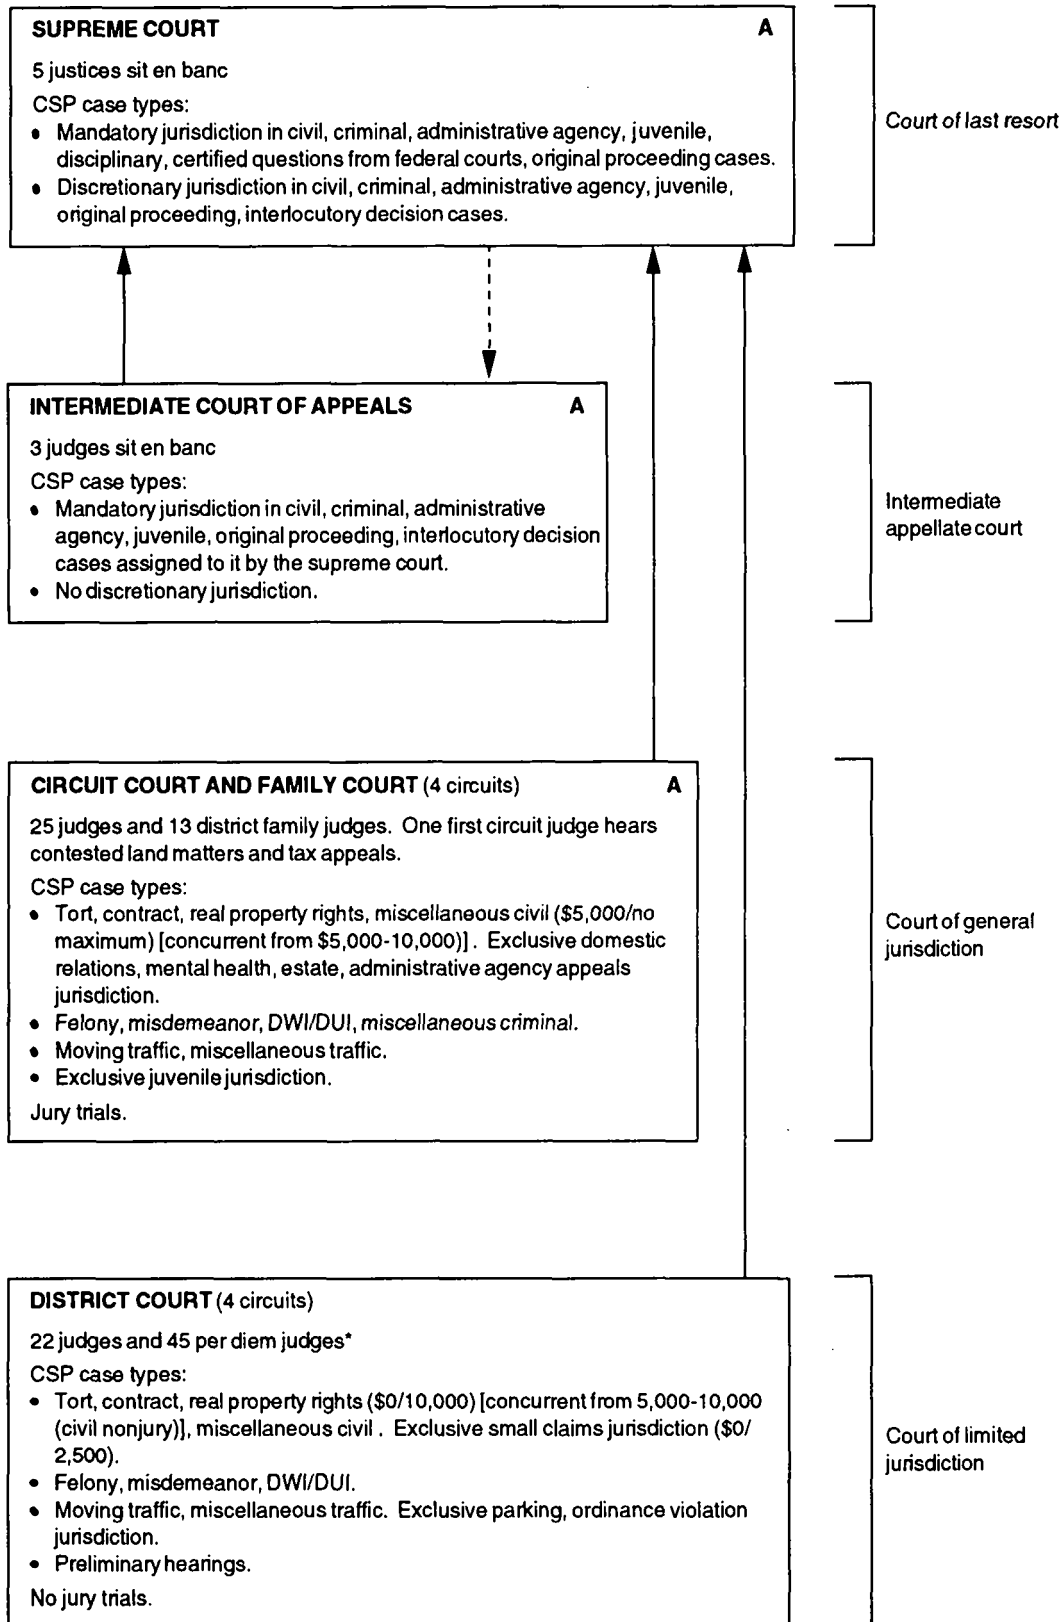 SUPREME COURT A
5 justices sit en banc
CSP case types:
• Mandatory jurisdiction in civil, criminal, administrative agency, juvenile,
disciplinary, certified questions from federal courts, original proceeding cases.
• Discretionary jurisdiction in civil, criminal, administrative agency, juvenile,
original proceeding, interlocutory decision cases.
Court of last resort
INTERMEDIATE COURT OF APPEALS A
3 judges sit en banc
CSP case types:
• Mandatory jurisdiction in civil, criminal, administrative
agency, juvenile, original proceeding, interlocutory decision
cases assigned to it by the supreme court.
• No discretionary jurisdiction.
Intermediate
appellate court
CIRCUIT COURT AND FAMILY COURT (4 circuits) A
25 judges and 13 district family judges. One first circuit judge hears
contested land matters and tax appeals.
CSP case types:
• Tort, contract, real property rights, miscellaneous civil ($5,000/no
maximum) [concurrent from $5,000-10,000)]. Exclusive domestic
relations, mental health, estate, administrative agency appeals
jurisdiction.
• Felony, misdemeanor, DWI/DUI, miscellaneous criminal.
• Moving traffic, miscellaneous traffic.
• Exclusive juvenile jurisdiction.
Jury trials.
Court of general
jurisdiction
DISTRICT COURT (4 circuits)
22 judges and 45 per diem judges*
CSP case types:
• Tort, contract, real property rights ($0/10,000) [concurrent from 5,000-10,000
(civil nonjury)], miscellaneous civil. Exclusive small claims jurisdiction ($0/
2,500).
• Felony, misdemeanor, DWI/DUI.
• Moving traffic, miscellaneous traffic. Exclusive parking, ordinance violation
jurisdiction.
• Preliminary hearings.
No jury trials.
Court of limited
jurisdiction